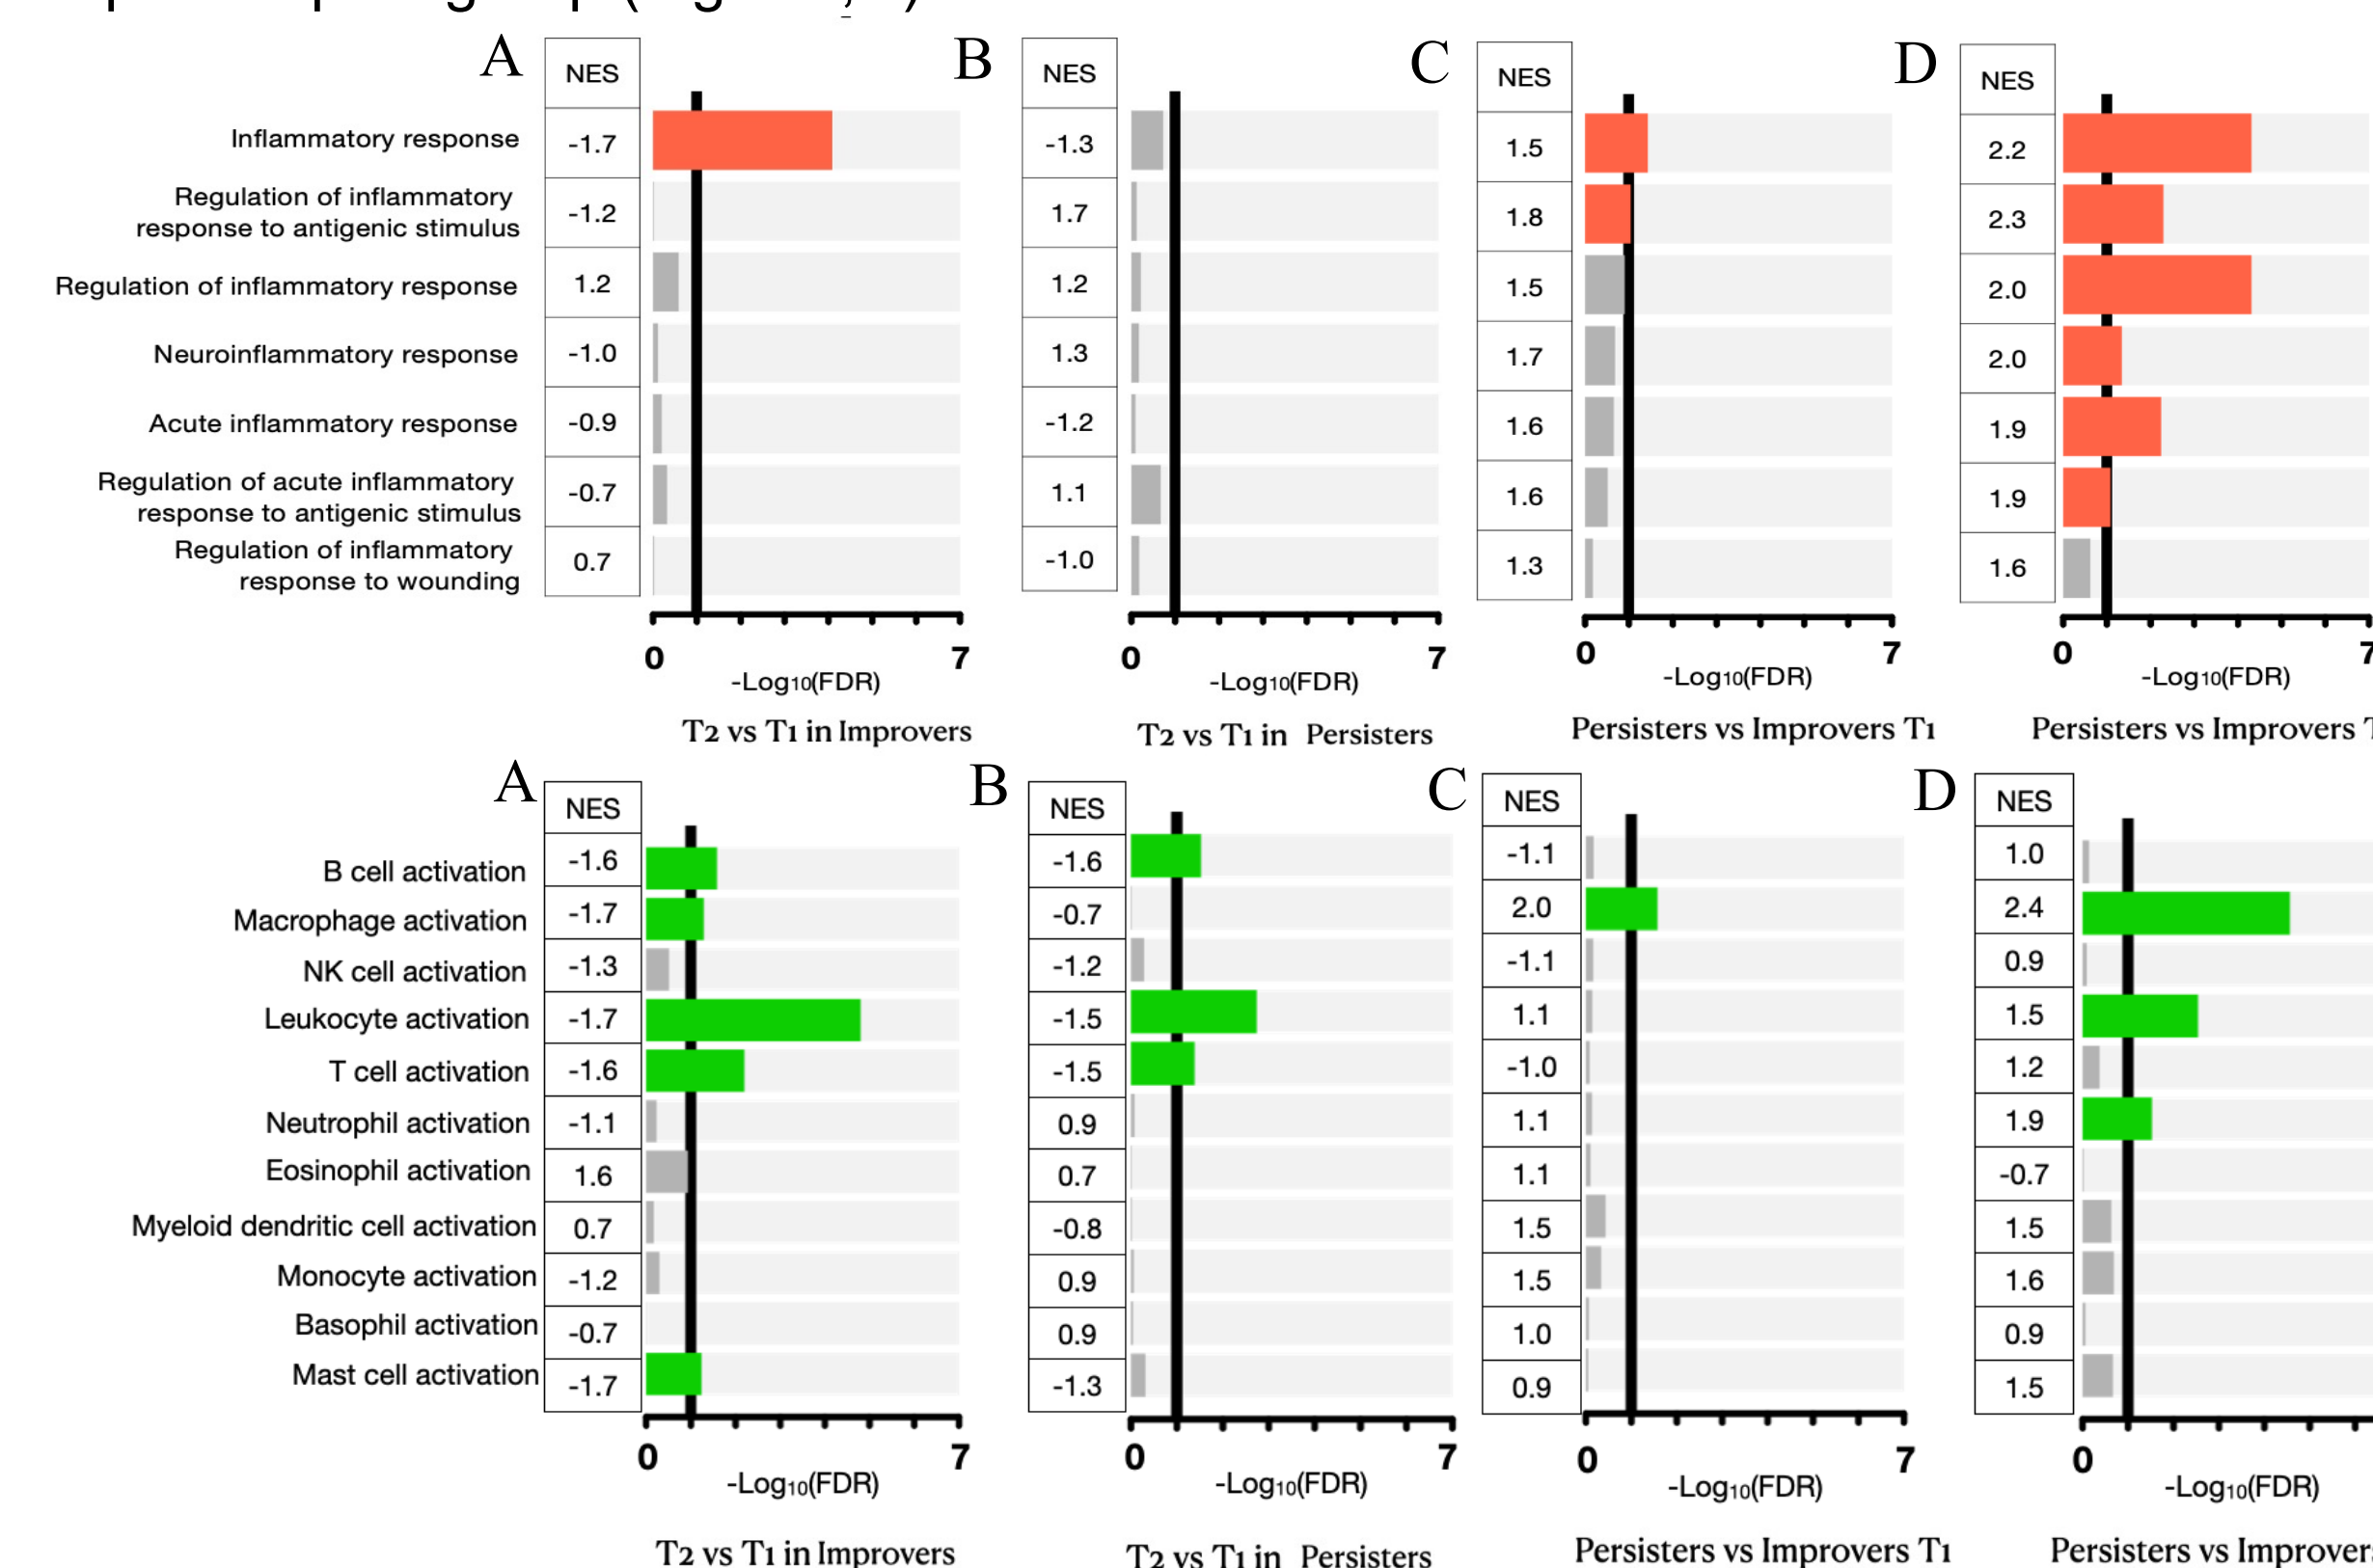 A
B
C
D
NES
NES
NES
NES
Inflammatory response
-1.7
-1.3
1.5
2.2
Regulation of inflammatory
response to antigenic stimulus
-1.2
1.7
1.8
2.3
Regulation of inflammatory response
1.2
1.2
1.5
2.0
Neuroinflammatory response
-1.0
1.3
1.7
2.0
Acute inflammatory response
-0.9
-1.2
1.6
1.9
Regulation of acute inflammatory
response to antigenic stimulus
-0.7
1.1
1.6
1.9
Regulation of inflammatory
response to wounding
0.7
-1.0
1.3
1.6
0 7
0 7
0 7
0 7
-Log10(FDR)
-Log10(FDR)
-Log10(FDR)
-Log10(FDR)
T2 vs T1 in Improvers
T2 vs T1 in Persisters
Persisters vs Improvers T1
Persisters vs Improvers T
A
B
C
D
NES
NES
NES
NES
B cell activation
-1.6
-1.6
-1.1
1.0
Macrophage activation
-1.7
-0.7
2.0
2.4
NK cell activation
-1.3
-1.2
-1.1
0.9
Leukocyte activation
-1.7
-1.5
1.1
1.5
T cell activation
-1.6
-1.5
-1.0
1.2
Neutrophil activation
-1.1
0.9
1.1
1.9
Eosinophil activation
1.6
0.7
1.1
-0.7
Myeloid dendritic cell activation
0.7
-0.8
1.5
1.5
Monocyte activation
-1.2
0.9
1.5
1.6
Basophil activation
-0.7
0.9
1.0
0.9
Mast cell activation
-1.7
-1.3
0.9
1.5
0 7
0 7
0 7
0
-Log10(FDR)
-Log10(FDR)
-Log10(FDR)
-Log10(FDR)
T2 vs T1 in Improvers
T2 vs T1 in Persisters
Persisters vs Improvers T1
Persisters vs Improver